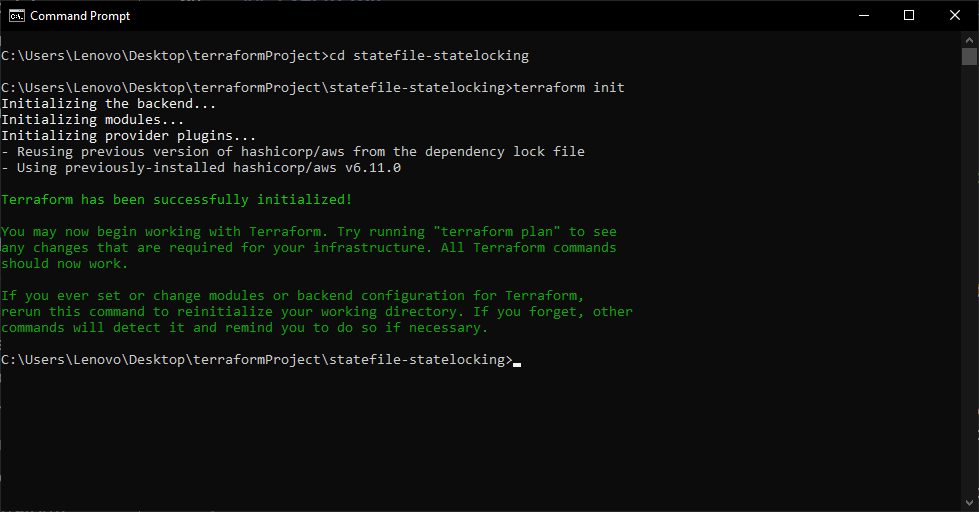 Command Prompt
C:\Users\Lenovo\Desktop\terraformProject>cd statefile-statelocking
C:\Users\Lenovo\Desktop\terraformProject\statefile-statelocking>terraform init
Initializing the backend...
Initializing modules...
Initializing provider plugins...
- Reusing previous version of hashicorp/aws from the dependency lock file
- Using previously-installed hashicorp/aws v6.11.0
Terraform has been successfully initialized!
You may now begin working with Terraform. Try running "terraform plan" to see
any changes that are required for your infrastructure. All Terraform commands
should now work.
If you ever set or change modules or backend configuration for Terraform,
rerun this command to reinitialize your working directory. If you forget, other
commands will detect it and remind you to do so if necessary.
C:\Users\Lenovo\Desktop\terraformProject\statefile-statelocking>